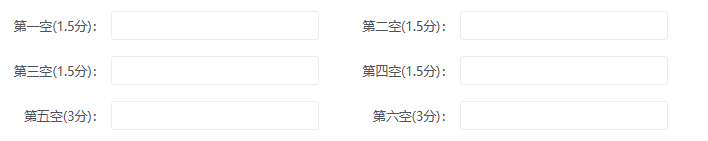 第一空(1.5分)： 第二空(1.5分)：
第三空(1.5分)： 第四空(1.5分)：
第五空(3分)： 第六空(3分)：